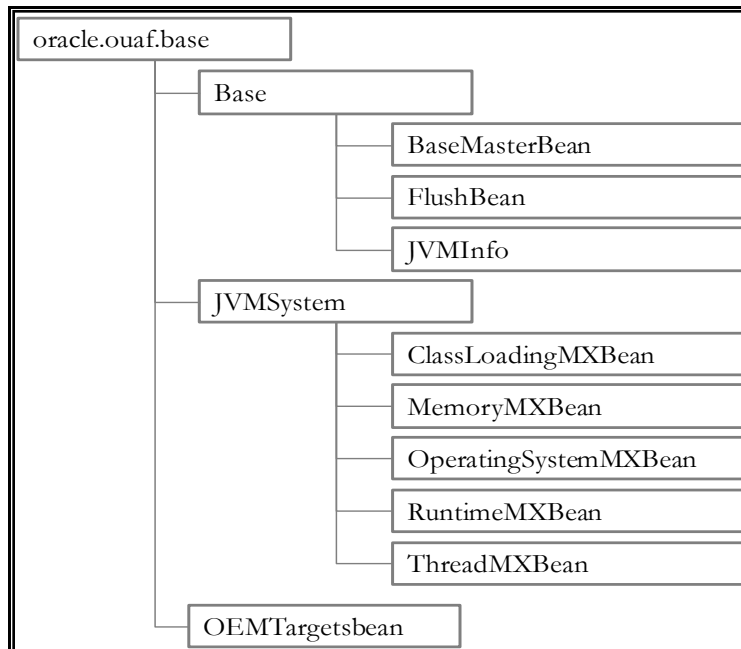 oracle.ouaf.base
Base
BaseMasterBean
FlushBean
JVMInfo
JVMSystem
ClassLoadingMXBean
MemoryMXBean
OperatingSystemMXBean
RuntimeMXBean
ThreadMXBean
OEMTargetsbean